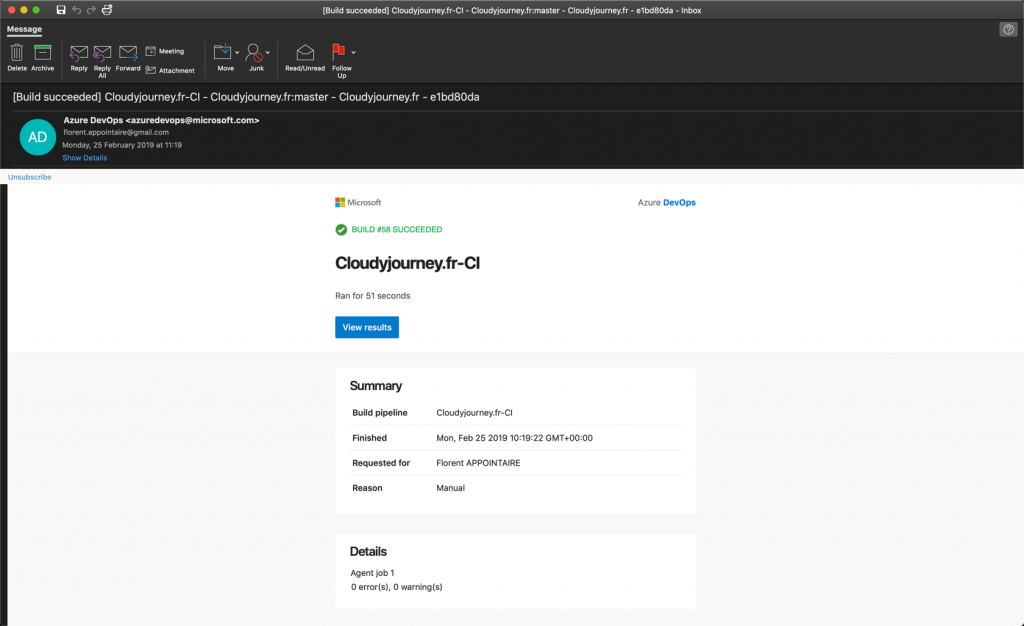 [Build succeeded] Cloudyjourney.fr-CI - Cloudyjourney.fr:master - Cloudyjourney.fr - e1bd80da - Inbox
Message
Delete
Archive
Reply
Reply All
Forward
Meeting
Attachment
Move
Junk
Read/Unread
Follow Up
[Build succeeded] Cloudyjourney.fr-CI - Cloudyjourney.fr:master - Cloudyjourney.fr - e1bd80da
AD
Azure DevOps <azuredevops@microsoft.com>
florent.appointaire@gmail.com
Monday, 25 February 2019 at 11:19
Show Details
Unsubscribe
Microsoft
Azure DevOps
BUILD #58 SUCCEEDED
Cloudyjourney.fr-CI
Ran for 51 seconds
View results
Summary
Build pipeline Cloudyjourney.fr-CI
Finished Mon, Feb 25 2019 10:19:22 GMT+00:00
Requested for Florent APPOINTAIRE
Reason Manual
Details
Agent job 1
0 error(s), 0 warning(s)